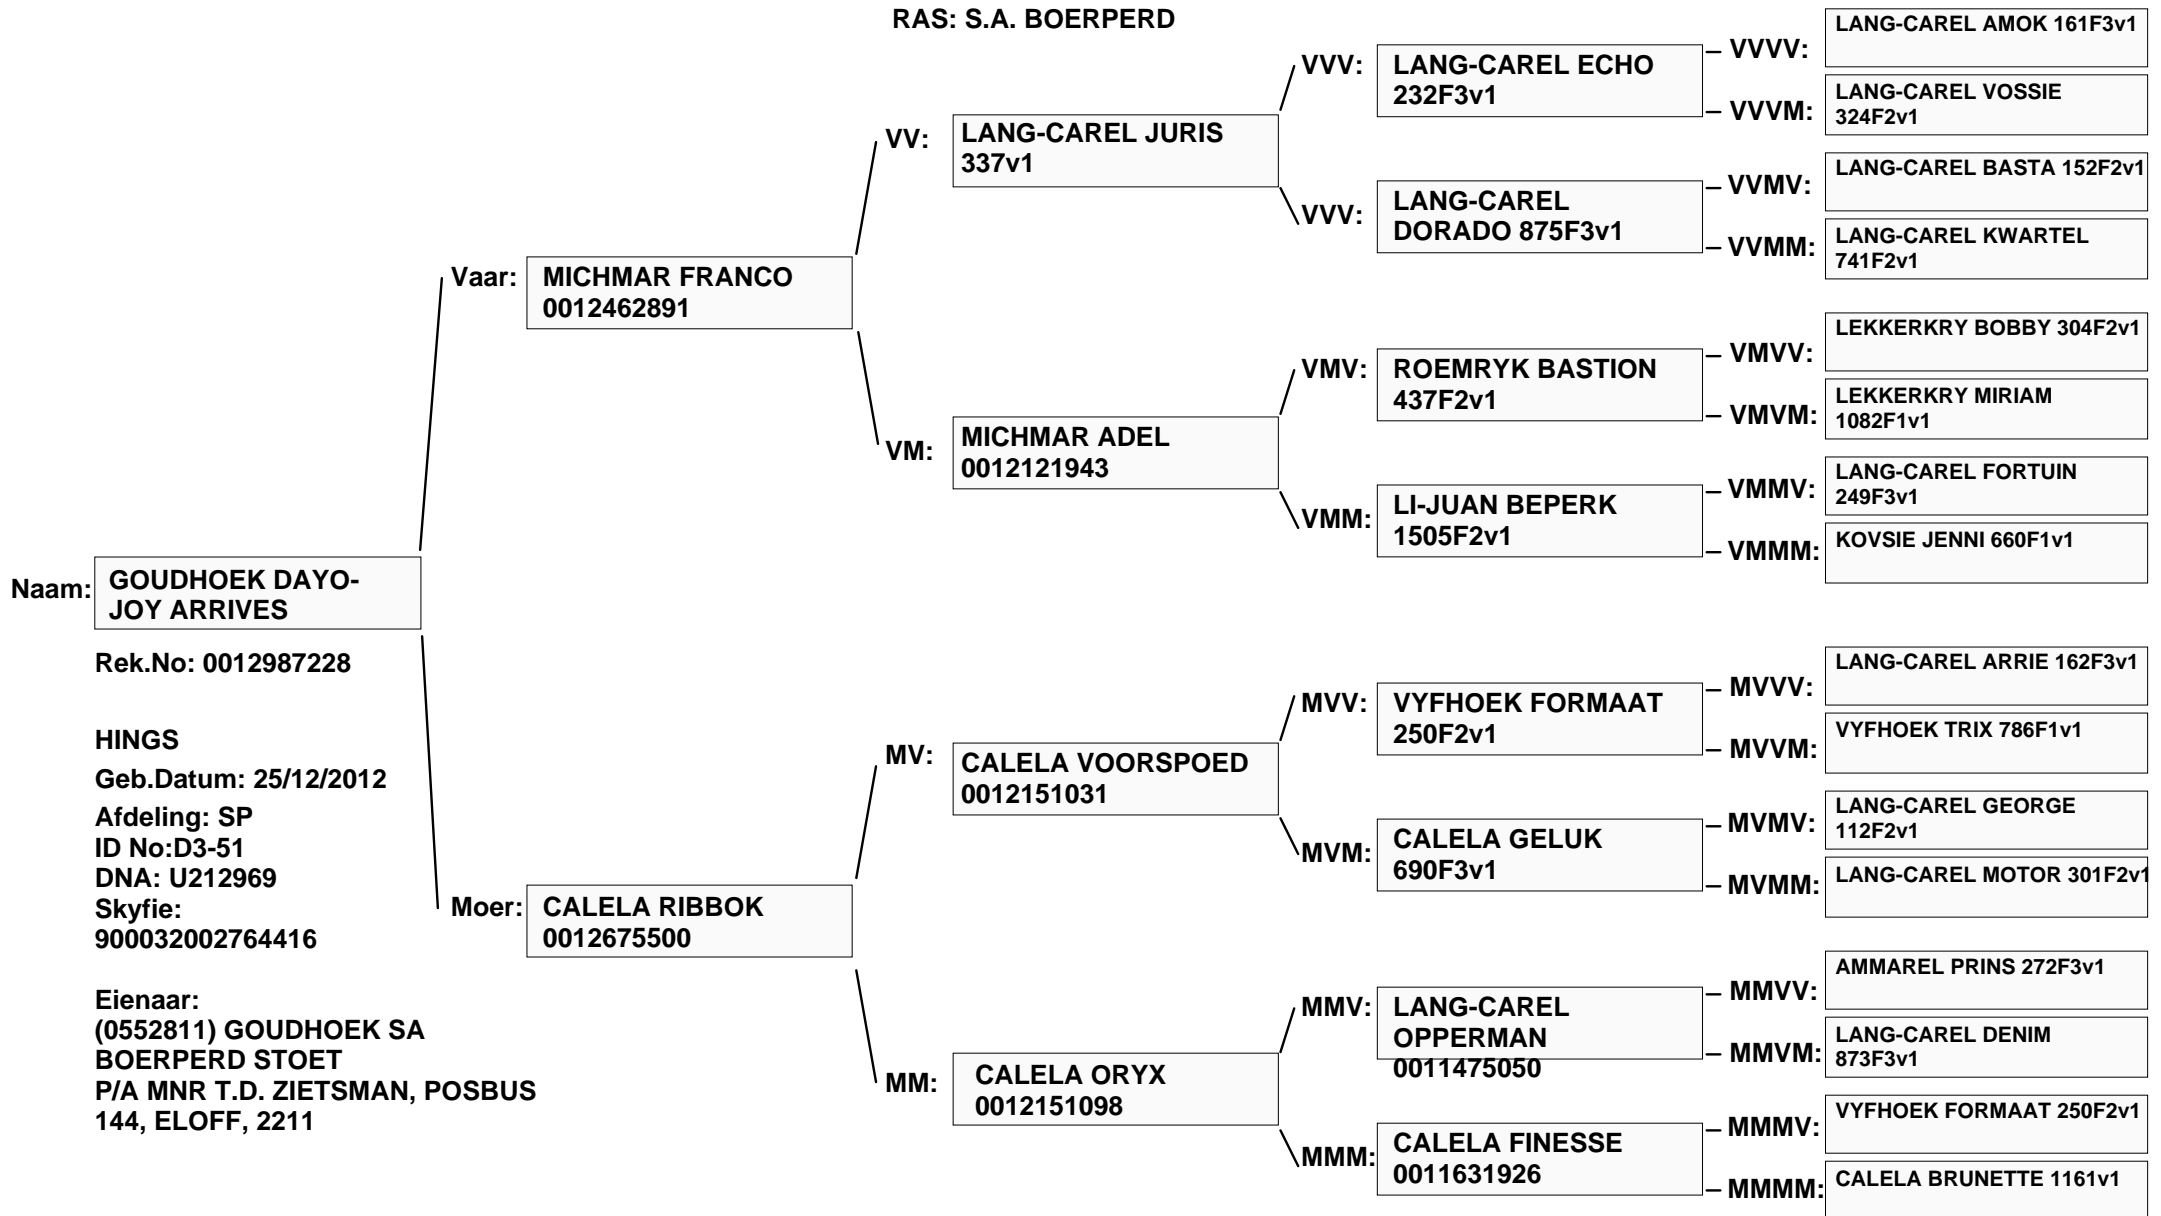 RAS: S.A. BOERPERD
Naam:
GOUDHOEK DAYO-
JOY ARRIVES
Rek.No: 0012987228
HINGS
Geb.Datum: 25/12/2012
Afdeling: SP
ID No:D3-51
DNA: U212969
Skyfie:
900032002764416
Eienaar:
(0552811) GOUDHOEK SA
BOERPERD STOET
P/A MNR T.D. ZIETSMAN, POSBUS
144, ELOFF, 2211
Vaar:
MICHMAR FRANCO
0012462891
Moer:
CALELA RIBBOK
0012675500
VV:
LANG-CAREL JURIS
337v1
VM:
MICHMAR ADEL
0012121943
MV:
CALELA VOORSPOED
0012151031
MM:
CALELA ORYX
0012151098
VVV:
LANG-CAREL ECHO
232F3v1
VVV:
LANG-CAREL
DORADO 875F3v1
VMV:
ROEMRYK BASTION
437F2v1
VMM:
LI-JUAN BEPERK
1505F2v1
MVV:
VYFHOEK FORMAAT
250F2v1
MVM:
CALELA GELUK
690F3v1
MMV:
LANG-CAREL
OPPERMAN
0011475050
MMM:
CALELA FINESSE
0011631926
VVVV:
LANG-CAREL AMOK 161F3v1
VVVM:
LANG-CAREL VOSSIE
324F2v1
VVMV:
LANG-CAREL BASTA 152F2v1
VVMM:
LANG-CAREL KWARTEL
741F2v1
VMVV:
LEKKERKRY BOBBY 304F2v1
VMVM:
LEKKERKRY MIRIAM
1082F1v1
VMMV:
LANG-CAREL FORTUIN
249F3v1
VMMM:
KOVSIE JENNI 660F1v1
MVVV:
LANG-CAREL ARRIE 162F3v1
MVVM:
VYFHOEK TRIX 786F1v1
MVMV:
LANG-CAREL GEORGE
112F2v1
MVMM:
LANG-CAREL MOTOR 301F2v1
MMVV:
AMMAREL PRINS 272F3v1
MMVM:
LANG-CAREL DENIM
873F3v1
MMMV:
VYFHOEK FORMAAT 250F2v1
MMMM:
CALELA BRUNETTE 1161v1